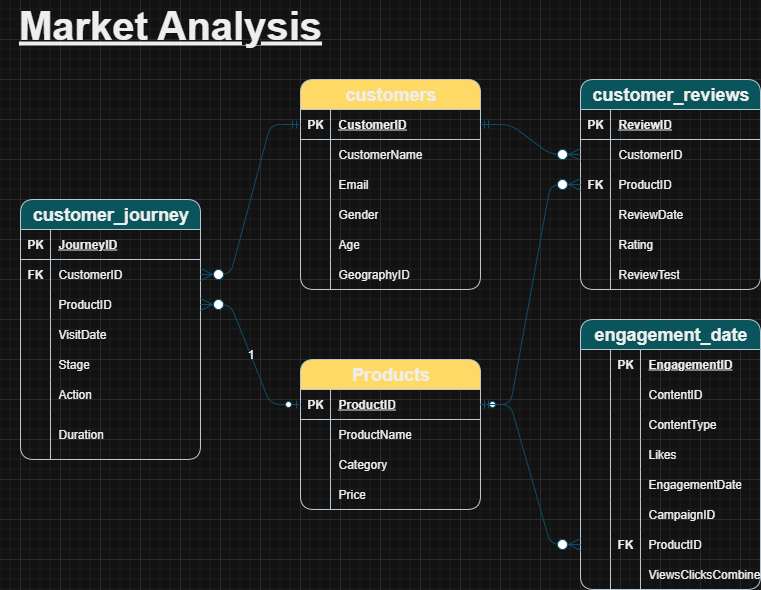 Market Analysis
customers
PK CustomerID
CustomerName
Email
Gender
Age
GeographyID
customer_reviews
PK ReviewID
CustomerID
FK ProductID
ReviewDate
Rating
ReviewTest
customer_journey
PK JourneyID
FK CustomerID
ProductID
VisitDate
Stage
Action
Duration
1
Products
PK ProductID
ProductName
Category
Price
engagement_date
PK EngagementID
ContentID
ContentType
Likes
EngagementDate
CampaignID
FK ProductID
ViewsClicksCombine